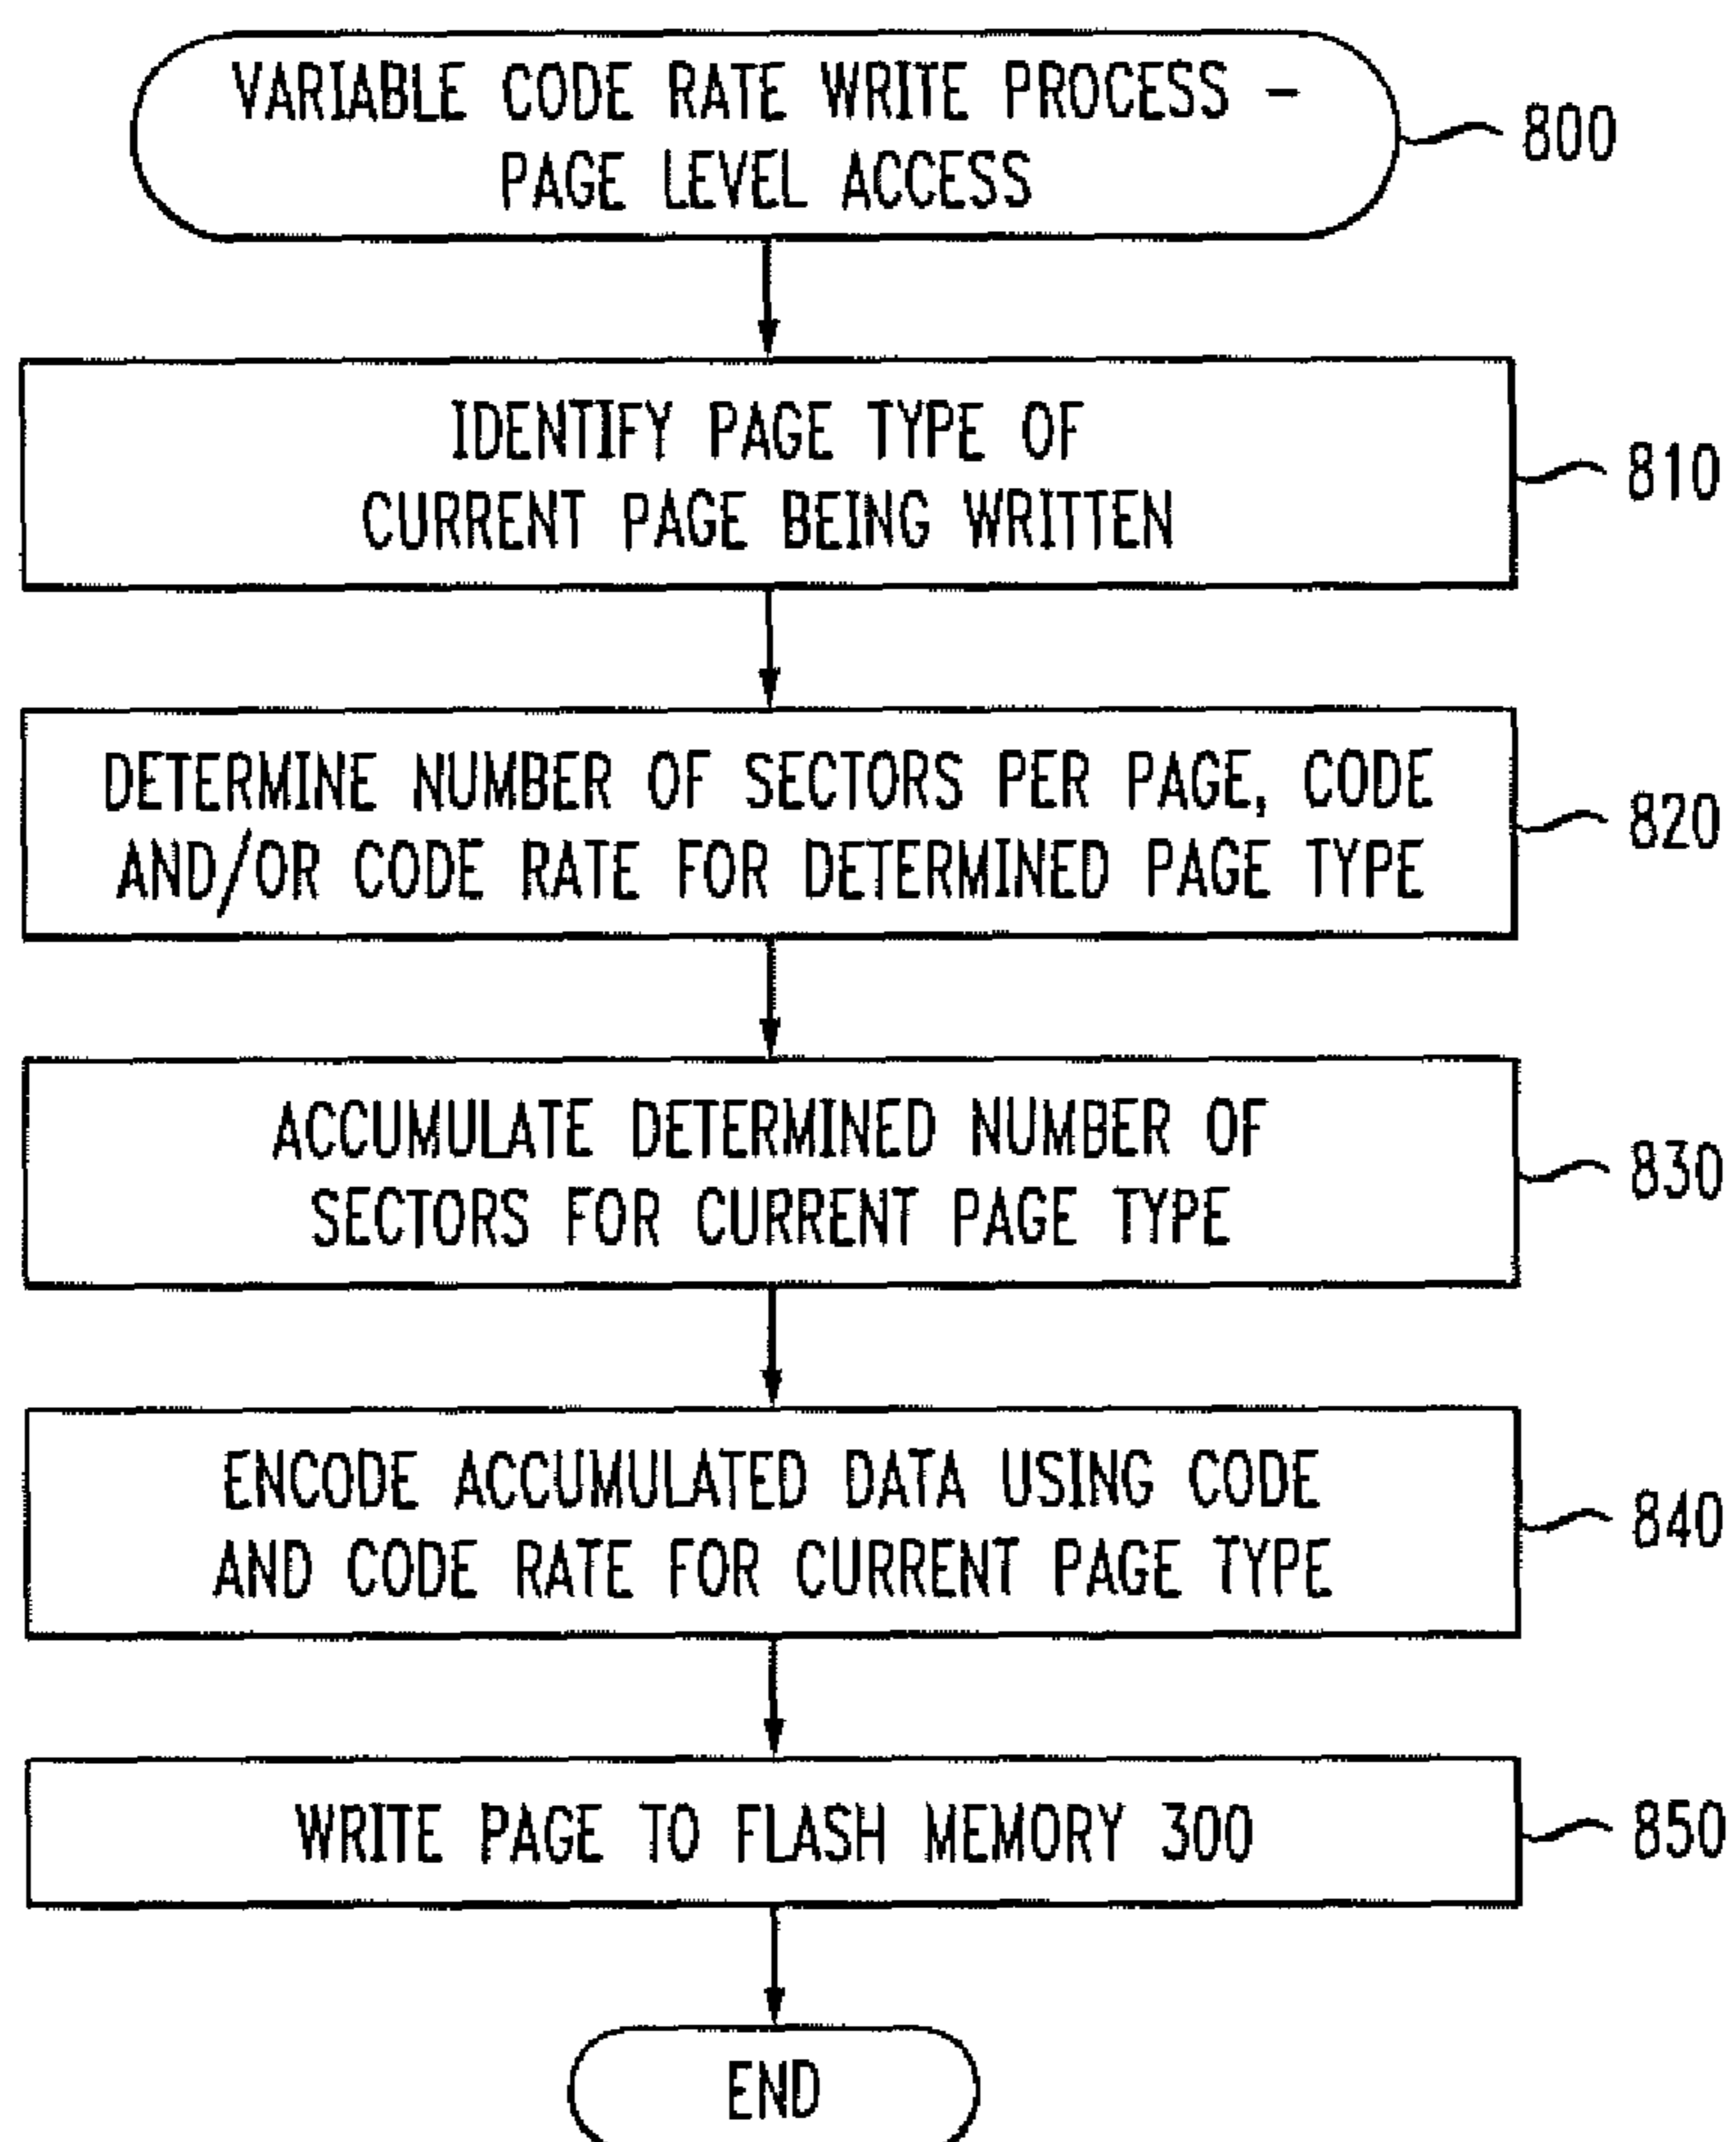 VARIABLE CODE RATE WRITE PROCESS -
PAGE LEVEL ACCESS
800
IDENTIFY PAGE TYPE OF
CURRENT PAGE BEING WRITTEN
810
DETERMINE NUMBER OF SECTORS PER PAGE, CODE
AND/OR CODE RATE FOR DETERMINED PAGE TYPE
820
ACCUMULATE DETERMINED NUMBER OF
SECTORS FOR CURRENT PAGE TYPE
830
ENCODE ACCUMULATED DATA USING CODE
AND CODE RATE FOR CURRENT PAGE TYPE
840
WRITE PAGE TO FLASH MEMORY 300
850
END